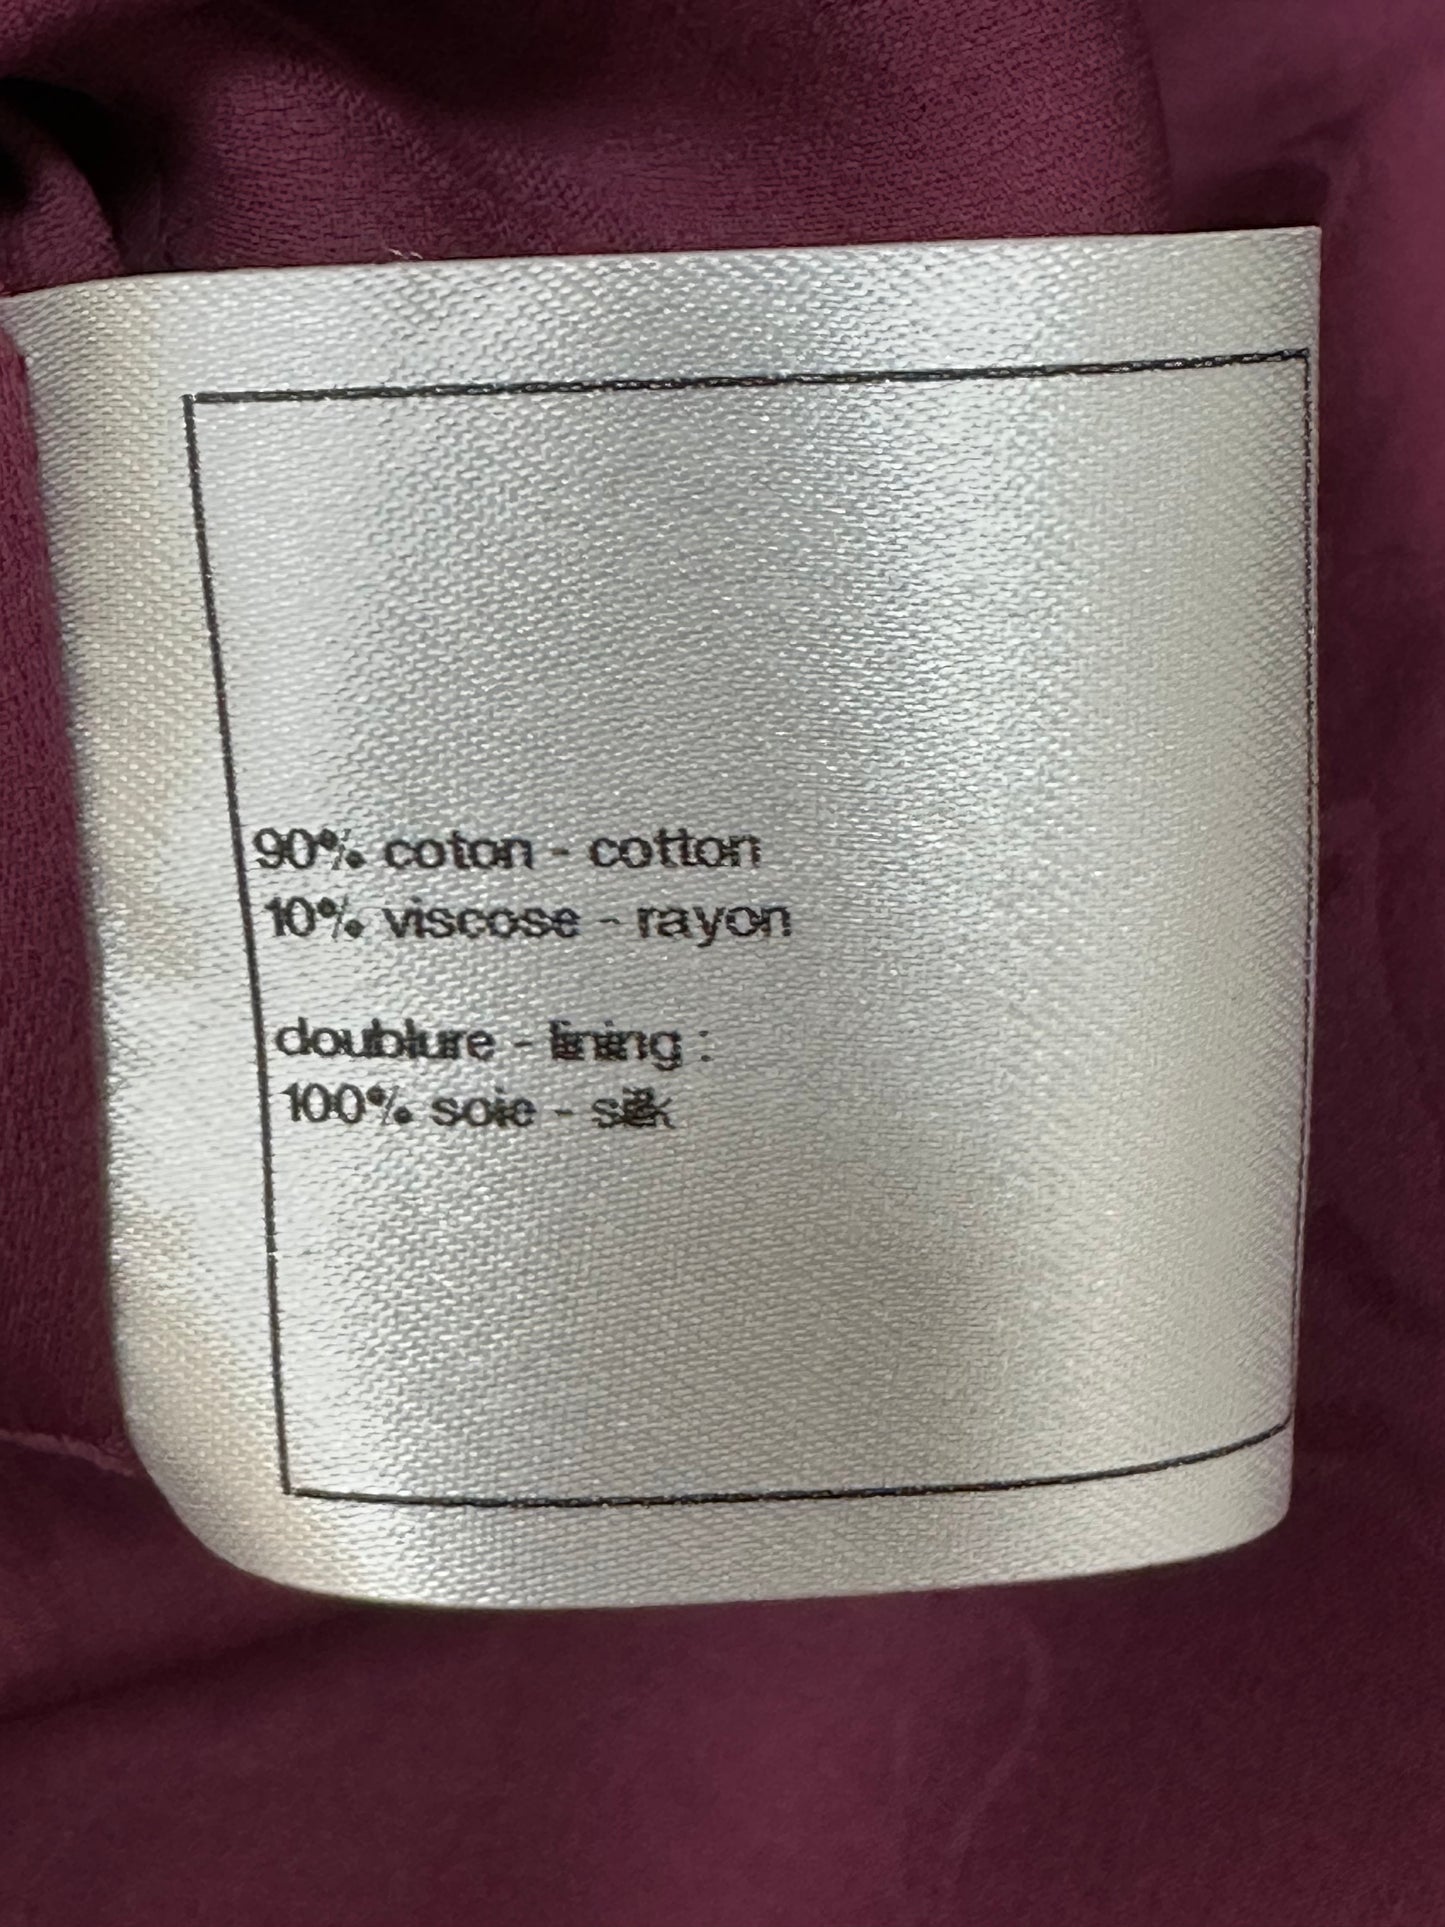 90% coton - cotton
10% viscose - rayon
doublure - lining :
100% soie - silk